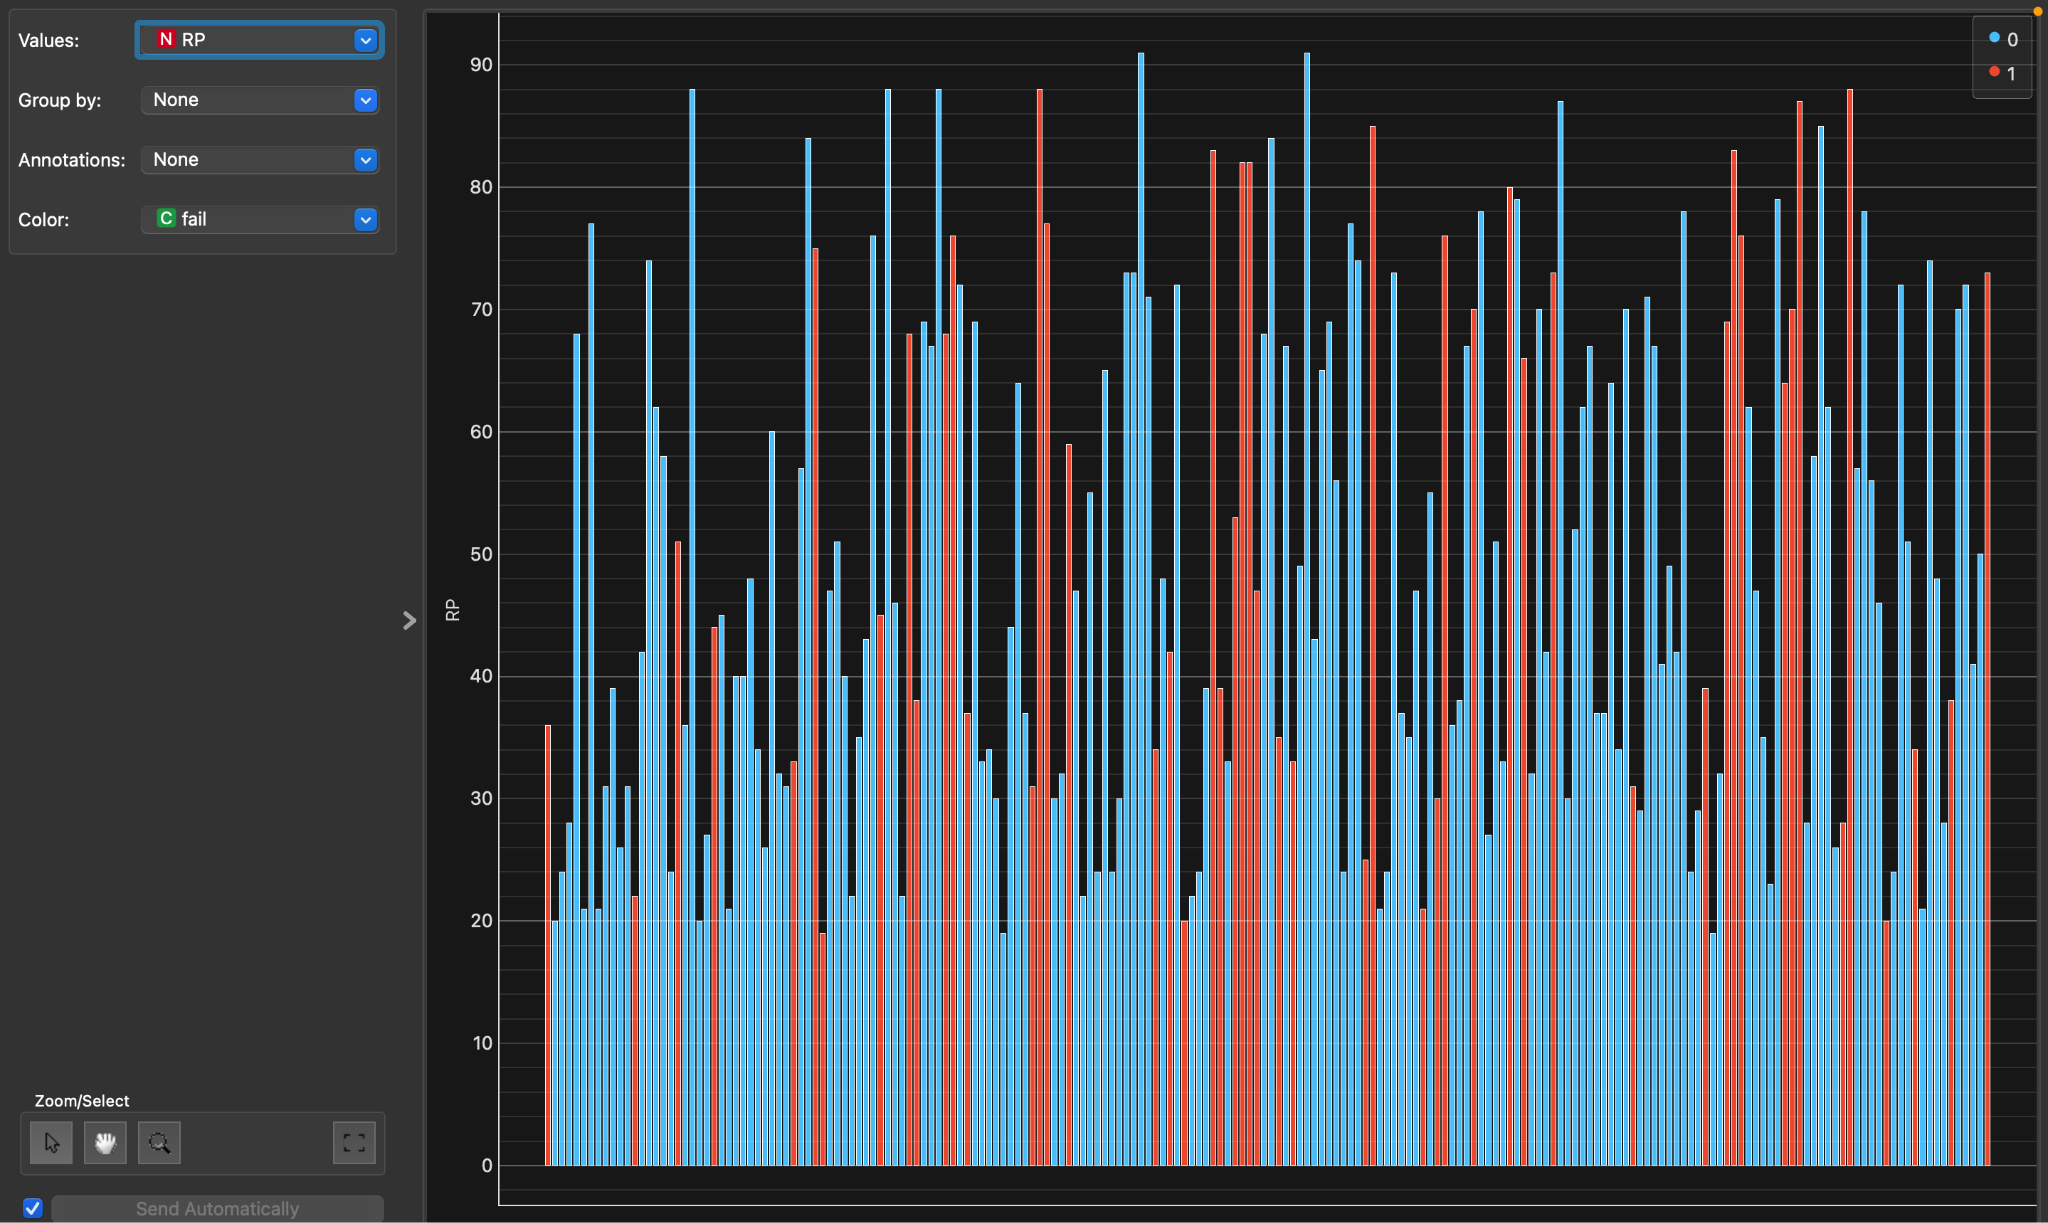 Values:
N RP
Group by:
None
Annotations:
None
Color:
C fail
Zoom/Select
Send Automatically
RP
90
80
70
60
50
40
30
20
10
0
0
1